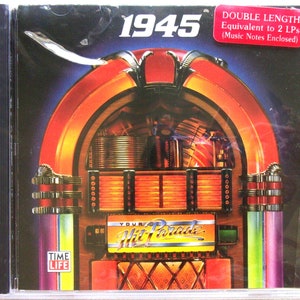 1945
DOUBLE LENGTH
Equivalent to 2 LPs
(Music Notes Enclosed)
YOUR
Hit Parade
TIME
LIFE